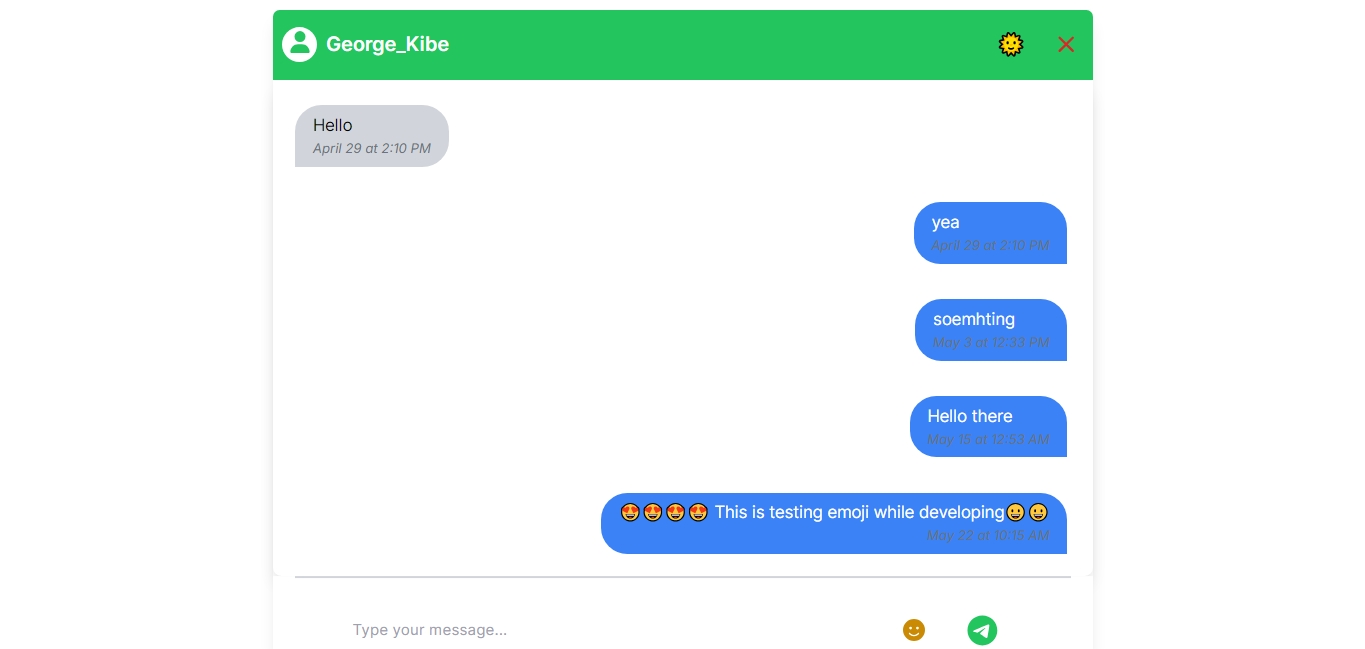 George_Kibe
Hello
April 29 at 2:10 PM
yea
April 29 at 2:10 PM
soemhting
May 3 at 12:33 PM
Hello there
May 15 at 12:53 AM
😍😍😍😍 This is testing emoji while developing😀😀
May 22 at 10:15 AM
Type your message...